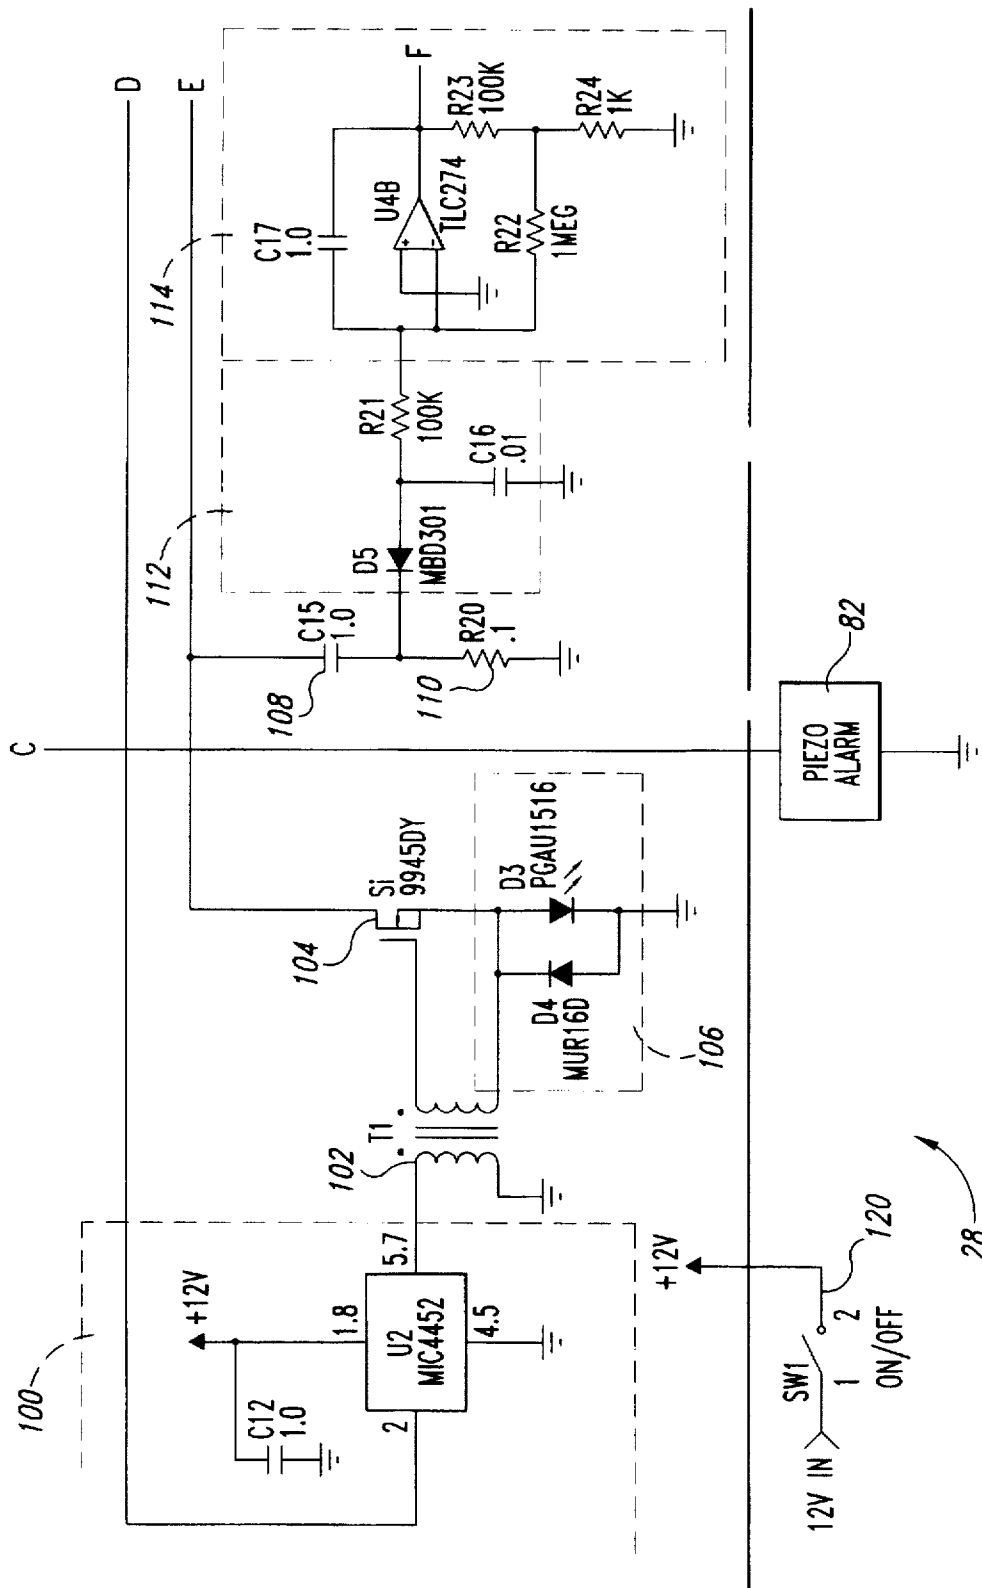 D
E
F
C
114
C17
1.0
U4B
TLC274
R23
100K
R24
1K
R22
1MEG
112
R21
100K
C16
.01
D5
MBD301
108
C15
1.0
R20
.1
110
82
PIEZO
ALARM
104
Si
9945DY
D3
PGAU1516
D4
MUR16D
106
102
T1
100
+12V
C12
1.0
1.8
5.7
U2
MIC4452
2
4.5
+12V
SW1
1
2
ON/OFF
12V IN
120
28